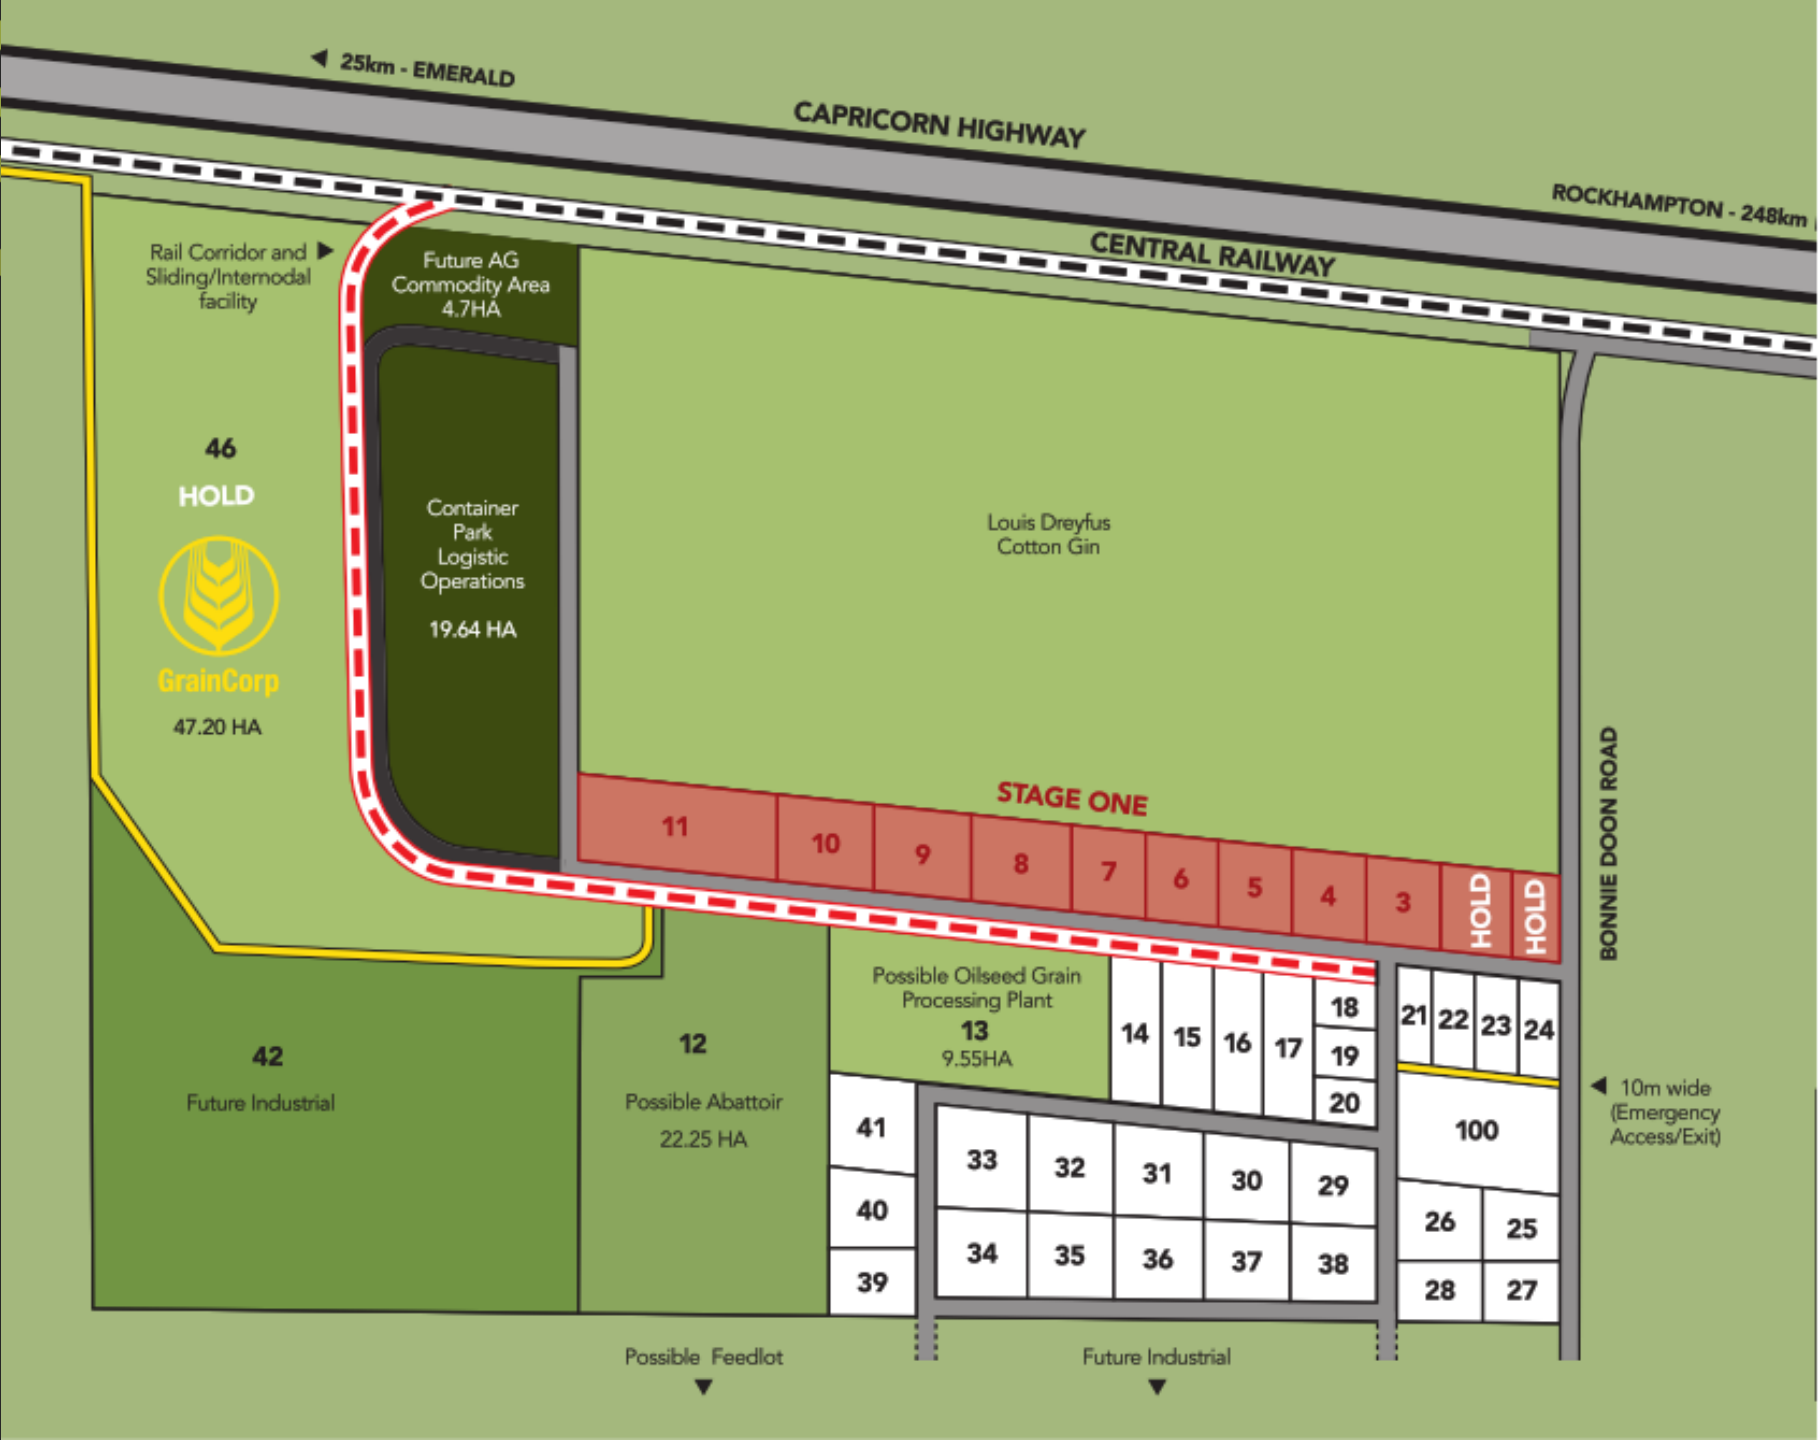 25km - EMERALD
CAPRICORN HIGHWAY
ROCKHAMPTON - 248km
CENTRAL RAILWAY
Rail Corridor and
Sliding/Internodal
facility
Future AG
Commodity Area
4.7HA
46
HOLD
GrainCorp
47.20 HA
Container
Park
Logistic
Operations
19.64 HA
Louis Dreyfus
Cotton Gin
STAGE ONE
11
10
9
8
7
6
5
4
3
HOLD
HOLD
BONNIE DOON ROAD
Possible Oilseed Grain
Processing Plant
13
9.55HA
14
15
16
17
18
19
20
21
22
23
24
42
Future Industrial
12
Possible Abattoir
22.25 HA
10m wide
(Emergency
Access/Exit)
100
41
40
39
33
32
31
30
29
34
35
36
37
38
26
25
28
27
Possible Feedlot
Future Industrial